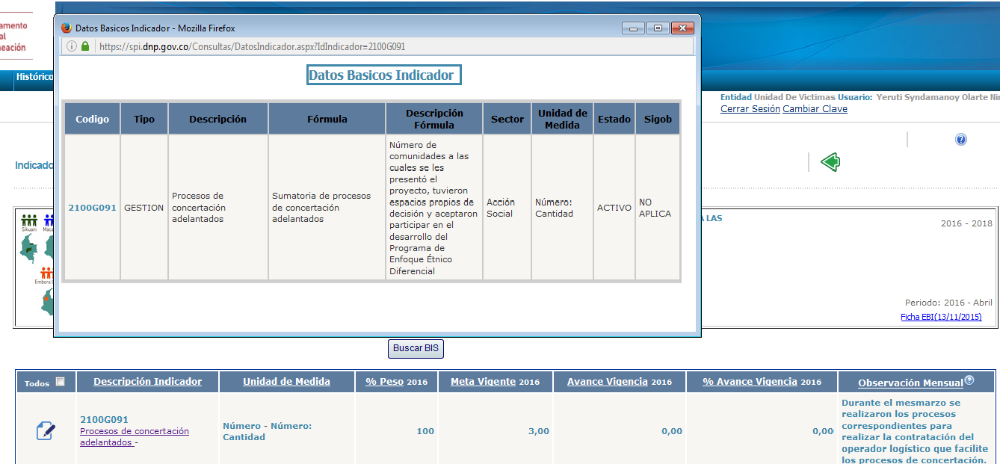 amento
al
neación
Histórico
Datos Basicos Indicador - Mozilla Firefox
https://spi.dnp.gov.co/Consultas/DatosIndicador.aspx?IdIndicador=2100G091
Datos Basicos Indicador
Codigo
Tipo
Descripción
Fórmula
Descripción
Fórmula
Sector
Unidad de
Medida
Estado
Sigob
2100G091
GESTION
Procesos de
concertación
adelantados
Sumatoria de procesos
de concertación
adelantados
Número de
comunidades a las
cuales se les
presentó el
proyecto, tuvieron
espacios propios de
decisión y aceptaron
participar en el
desarrollo del
Programa de
Enfoque Étnico
Diferencial
Acción
Social
Número:
Cantidad
ACTIVO
NO
APLICA
Entidad Unidad De Victimas Usuario: Yeruti Syndamanoy Olarte Nin
Cerrar Sesión Cambiar Clave
Indicado
Sikuani
Maca
Embera
A LAS
2016 - 2018
Periodo: 2016 - Abril
Ficha EBI(13/11/2015)
Buscar BIS
Todos
Descripción Indicador
Unidad de Medida
% Peso 2016
Meta Vigente 2016
Avance Vigencia 2016
% Avance Vigencia 2016
Observación Mensual
2100G091
Procesos de concertación
adelantados -
Número - Número:
Cantidad
100
3,00
0,00
0,00
Durante el mesmarzo se
realizaron los procesos
correspondientes para
realizar la contratación del
operador logístico que facilite
los procesos de concertación.